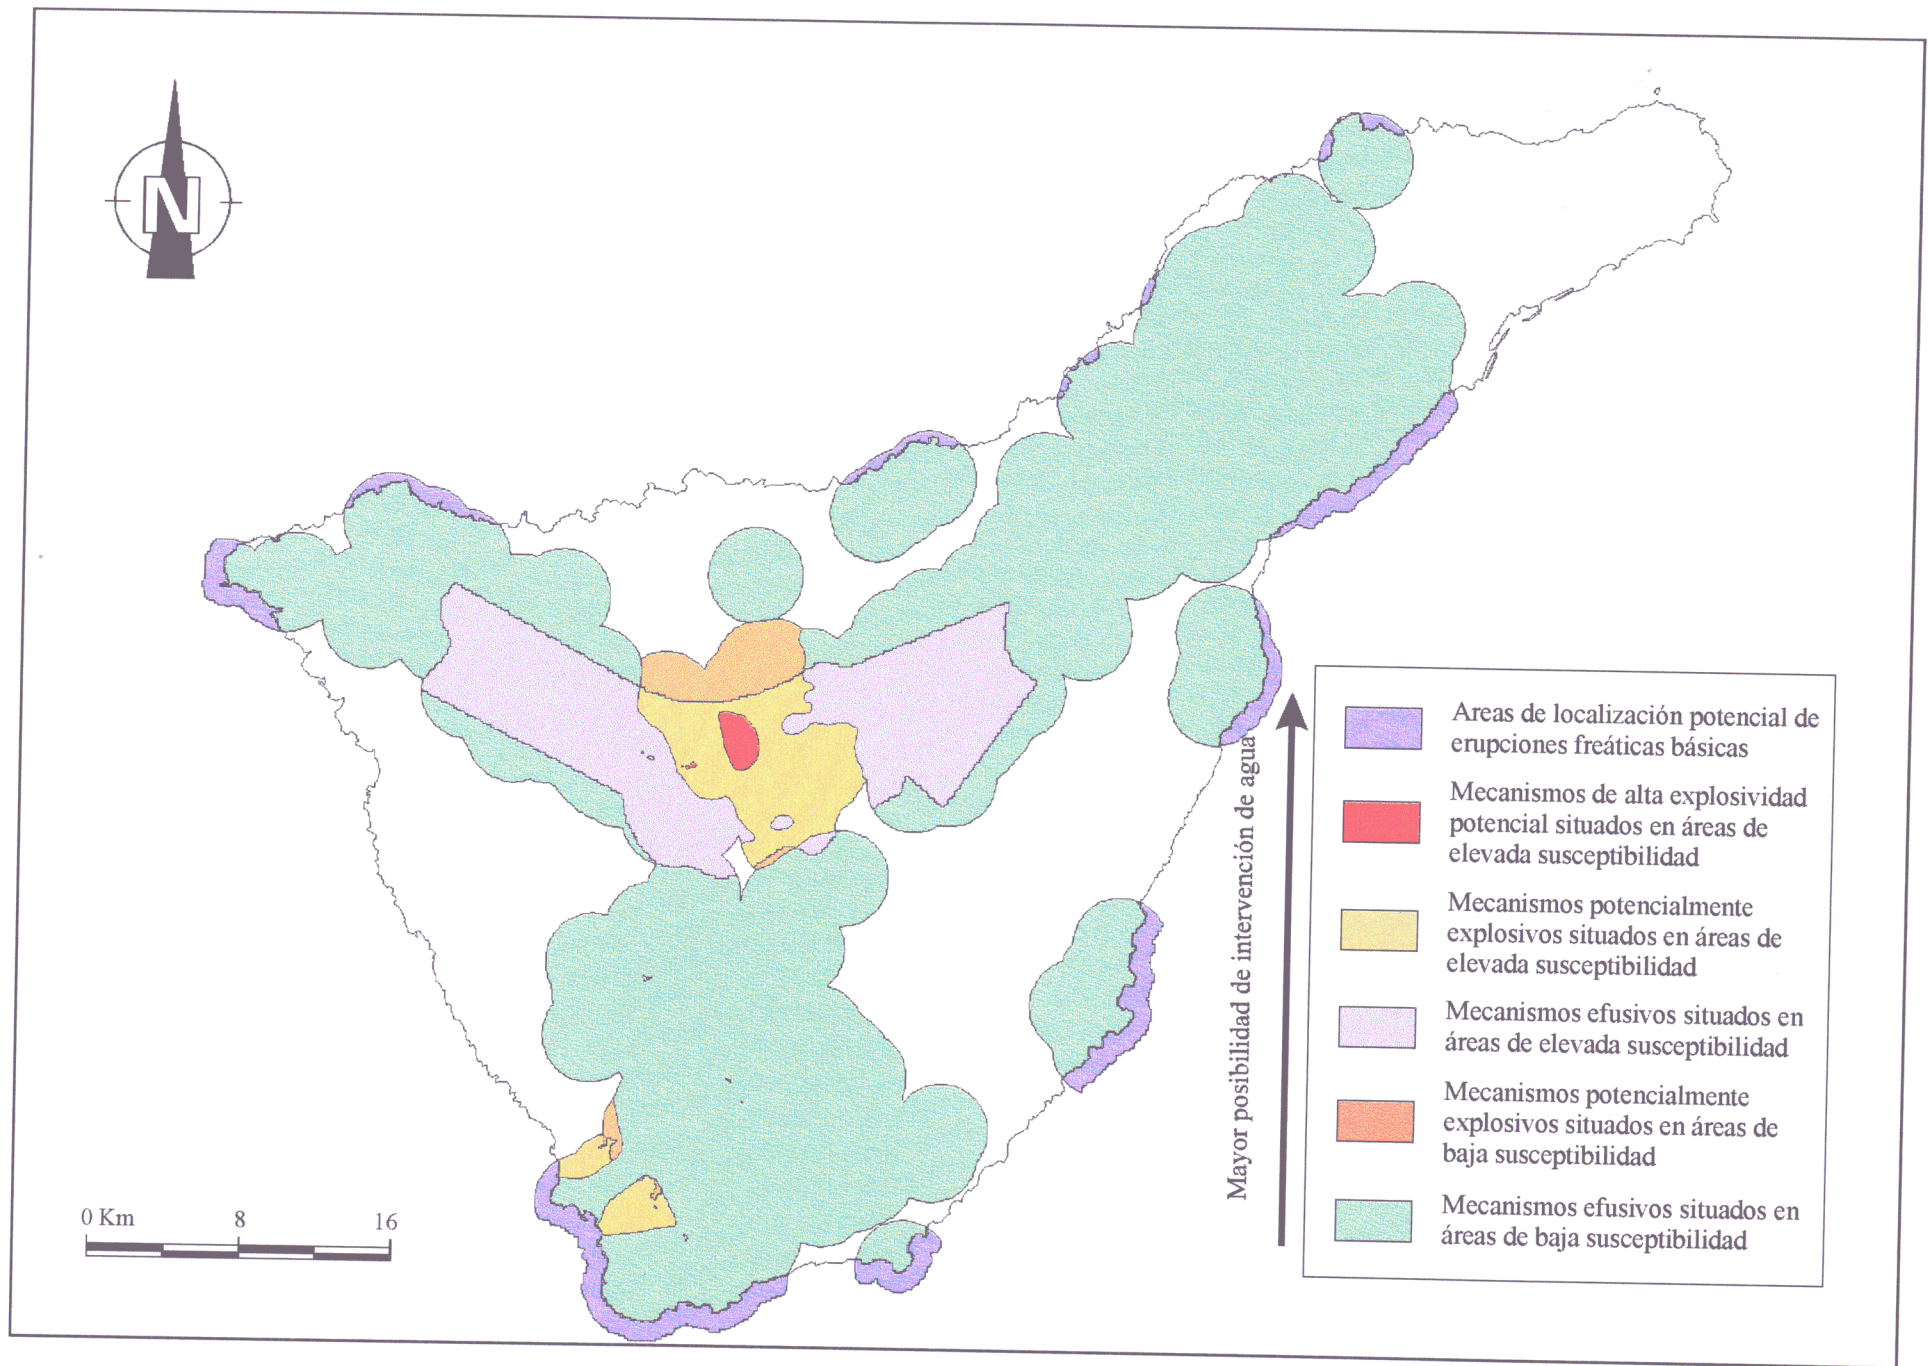 N
Areas de localización potencial de
erupciones freáticas básicas
Mecanismos de alta explosividad
potencial situados en áreas de
elevada susceptibilidad
Mecanismos potencialmente
explosivos situados en áreas de
elevada susceptibilidad
Mecanismos efusivos situados en
áreas de elevada susceptibilidad
Mecanismos potencialmente
explosivos situados en áreas de
baja susceptibilidad
Mecanismos efusivos situados en
áreas de baja susceptibilidad
Mayor posibilidad de intervención de agua
0 Km 8 16